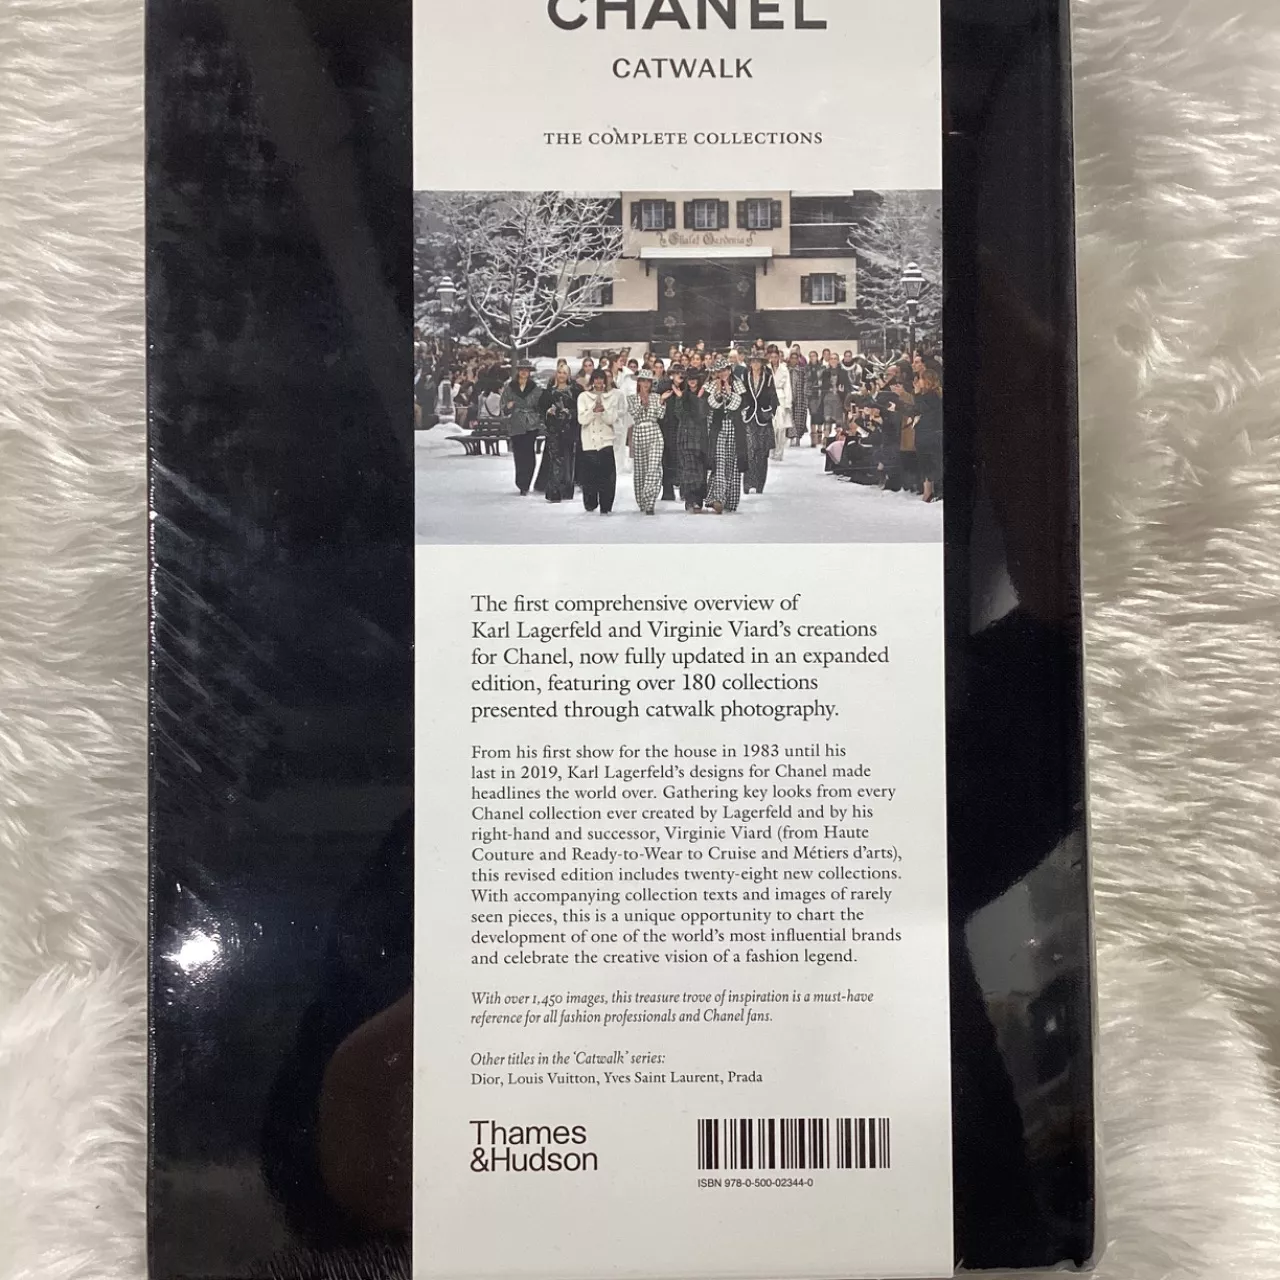 CHANEL
CATWALK
THE COMPLETE COLLECTIONS
Chalet Gardenia
The first comprehensive overview of
Karl Lagerfeld and Virginie Viard's creations
for Chanel, now fully updated in an expanded
edition, featuring over 180 collections
presented through catwalk photography.
From his first show for the house in 1983 until his
last in 2019, Karl Lagerfeld's designs for Chanel made
headlines the world over. Gathering key looks from every
Chanel collection ever created by Lagerfeld and by his
right-hand and successor, Virginie Viard (from Haute
Couture and Ready-to-Wear to Cruise and Métiers d'arts),
this revised edition includes twenty-eight new collections.
With accompanying collection texts and images of rarely
seen pieces, this is a unique opportunity to chart the
development of one of the world's most influential brands
and celebrate the creative vision of a fashion legend.
With over 1,450 images, this treasure trove of inspiration is a must-have
reference for all fashion professionals and Chanel fans.
Other titles in the 'Catwalk' series:
Dior, Louis Vuitton, Yves Saint Laurent, Prada
Thames
&Hudson
ISBN 978-0-500-02344-0